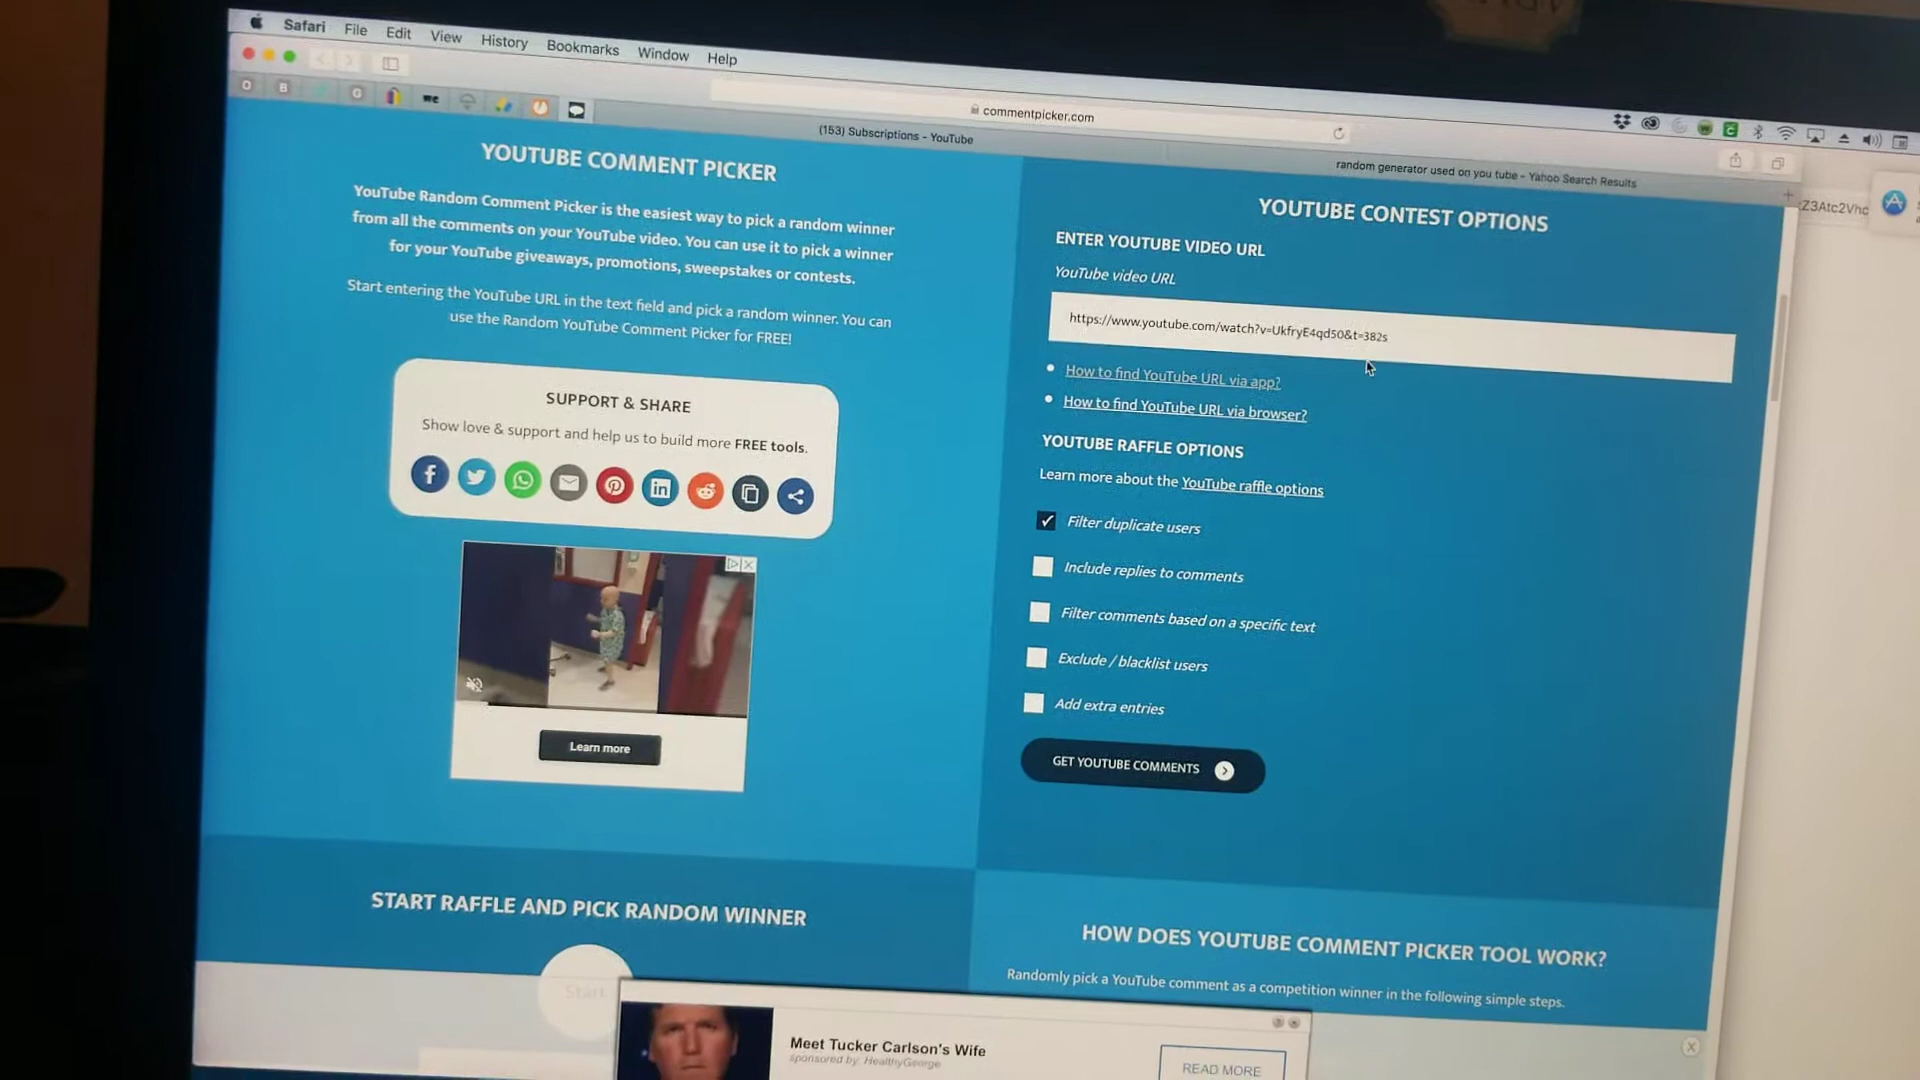 Safari File Edit View History Bookmarks Window Help
O B G we
commentpicker.com
(153) Subscriptions - YouTube
random generator used on you tube - Yahoo Search Results
:Z3Atc2Vhc
YOUTUBE COMMENT PICKER
YouTube Random Comment Picker is the easiest way to pick a random winner
from all the comments on your YouTube video. You can use it to pick a winner
for your YouTube giveaways, promotions, sweepstakes or contests.
Start entering the YouTube URL in the text field and pick a random winner. You can
use the Random YouTube Comment Picker for FREE!
SUPPORT & SHARE
Show love & support and help us to build more FREE tools.
Learn more
YOUTUBE CONTEST OPTIONS
ENTER YOUTUBE VIDEO URL
YouTube video URL
https://www.youtube.com/watch?v=UkfryE4qd50&t=382s
How to find YouTube URL via app?
How to find YouTube URL via browser?
YOUTUBE RAFFLE OPTIONS
Learn more about the YouTube raffle options
Filter duplicate users
Include replies to comments
Filter comments based on a specific text
Exclude / blacklist users
Add extra entries
GET YOUTUBE COMMENTS
START RAFFLE AND PICK RANDOM WINNER
Start
HOW DOES YOUTUBE COMMENT PICKER TOOL WORK?
Randomly pick a YouTube comment as a competition winner in the following simple steps.
Meet Tucker Carlson's Wife
sponsored by: HealthyGeorge
READ MORE